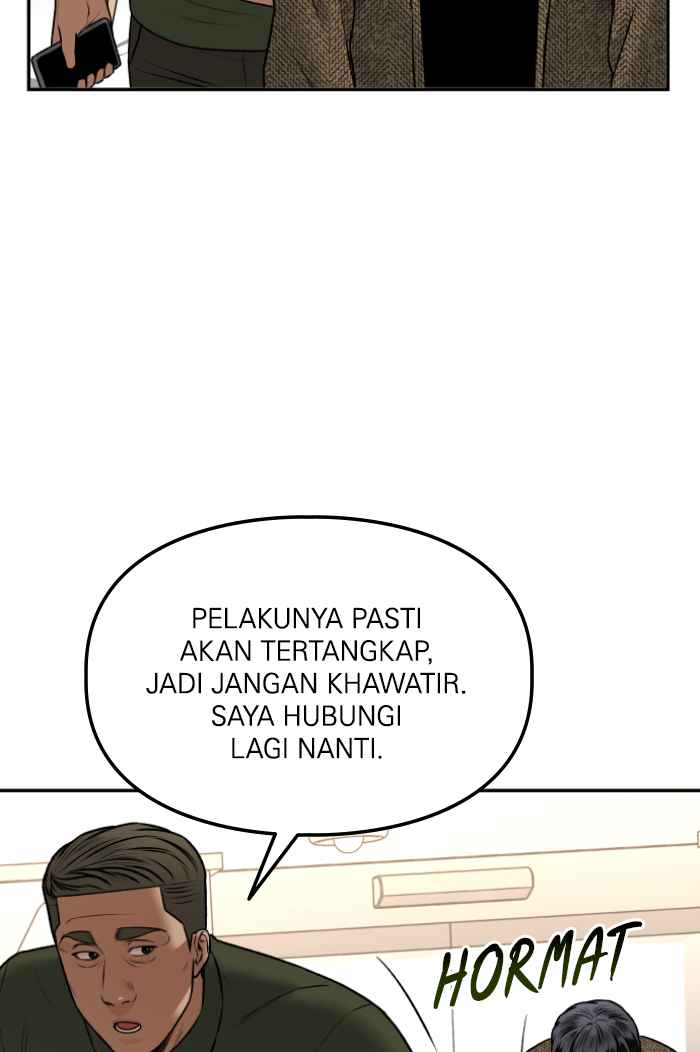 PELAKUNYA PASTI
AKAN TERTANGKAP,
JADI JANGAN KHAWATIR.
SAYA HUBUNGI
LAGI NANTI.
HORMAT